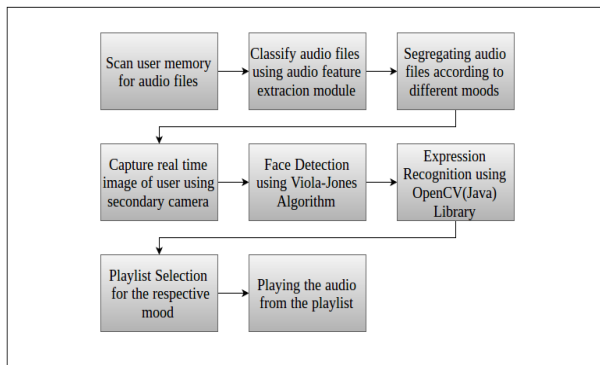 Scan user memory
for audio files
Classify audio files
using audio feature
extracion module
Segregating audio
files according to
different moods
Capture real time
image of user using
secondary camera
Face Detection
using Viola-Jones
Algorithm
Expression
Recognition using
OpenCV(Java)
Library
Playlist Selection
for the respective
mood
Playing the audio
from the playlist